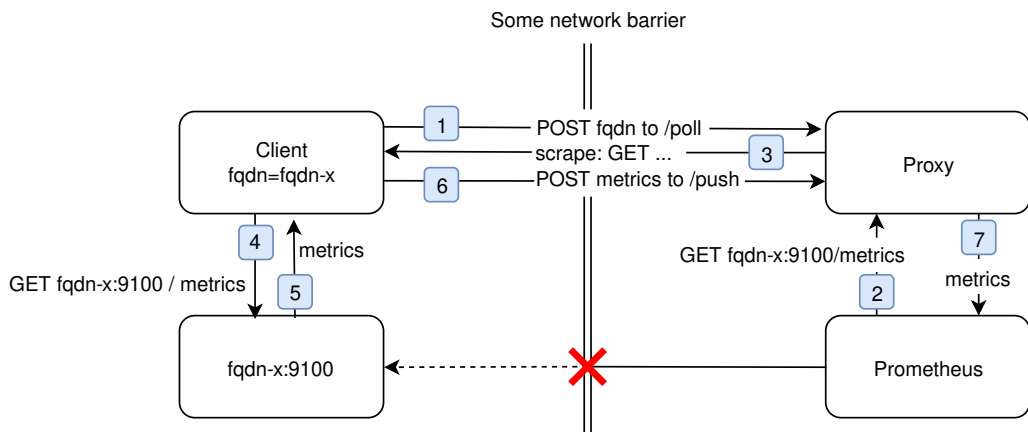 Some network barrier
1
POST fqdn to /poll
Client
fqdn=fqdn-x
scrape: GET ...
3
Proxy
6
POST metrics to /push
4
metrics
GET fqdn-x:9100/metrics
7
GET fqdn-x:9100 / metrics
5
2
metrics
fqdn-x:9100
Prometheus